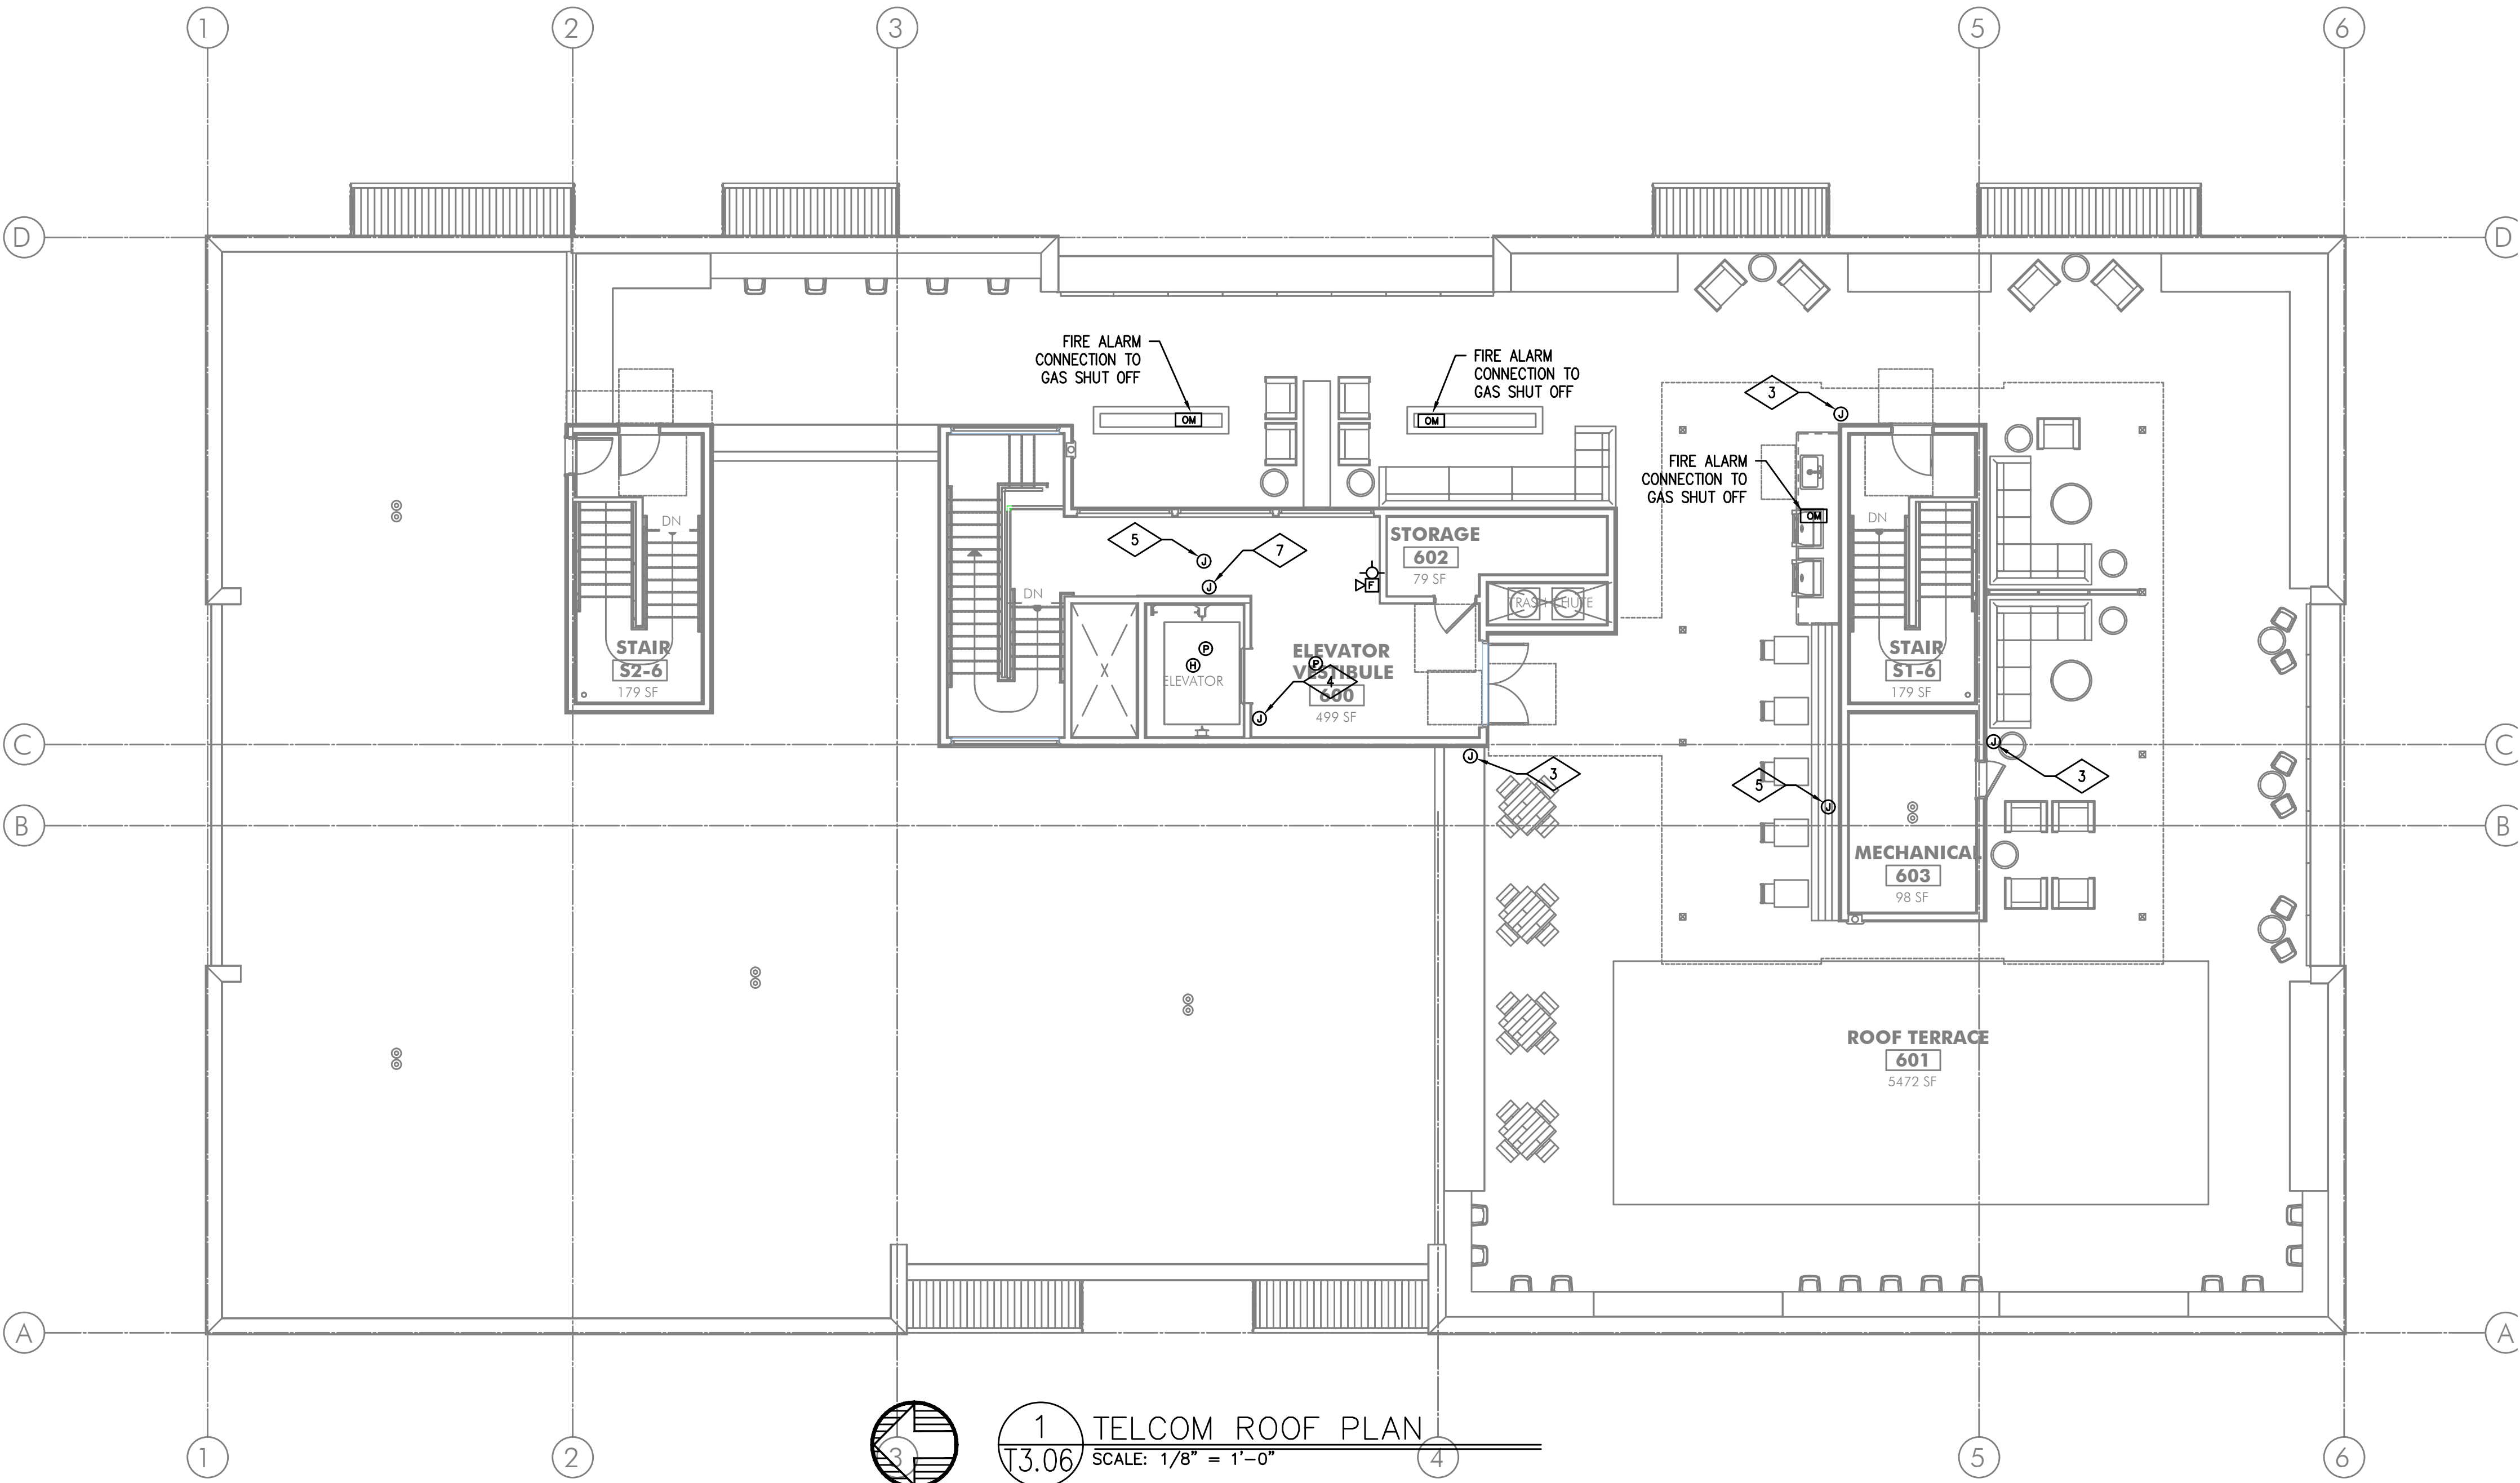 1
2
3
5
6
D
D
FIRE ALARM
CONNECTION TO
GAS SHUT OFF
FIRE ALARM
CONNECTION TO
GAS SHUT OFF
3
J
OM
OM
FIRE ALARM
CONNECTION TO
GAS SHUT OFF
OM
DN
DN
5
J
7
J
STORAGE
602
79 SF
F
DN
TRASH CHUTE
STAIR
S2-6
179 SF
X
P
H
ELEVATOR
P
ELEVATOR
VESTIBULE
600
499 SF
4
J
STAIR
S1-6
179 SF
C
C
J
3
5
J
J
3
B
B
MECHANICAL
603
98 SF
ROOF TERRACE
601
5472 SF
A
A
1
T3.06
TELCOM ROOF PLAN
SCALE: 1/8" = 1'-0"
1
2
3
4
5
6